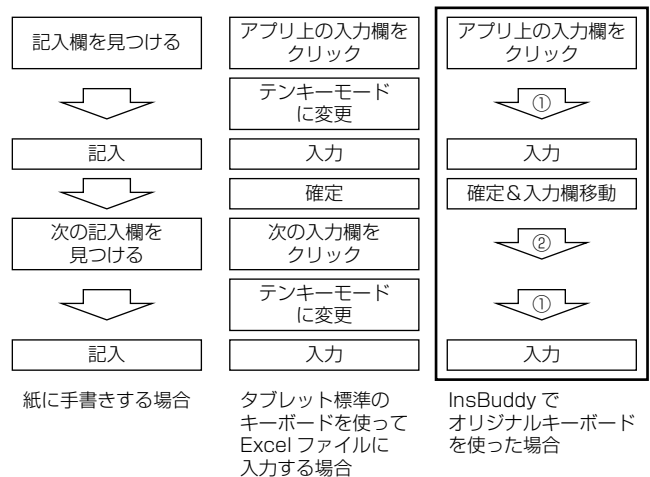 記入欄を見つける
記入
次の記入欄を
見つける
記入
紙に手書きする場合
アプリ上の入力欄を
クリック
テンキーモード
に変更
入力
確定
次の入力欄を
クリック
テンキーモード
に変更
入力
タブレット標準の
キーボードを使って
Excel ファイルに
入力する場合
アプリ上の入力欄を
クリック
①
入力
確定＆入力欄移動
②
①
入力
InsBuddy で
オリジナルキーボード
を使った場合